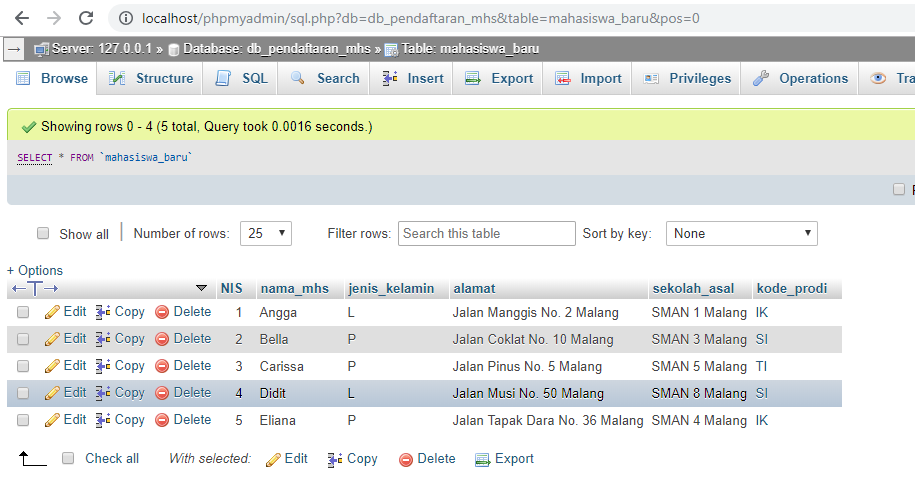 localhost/phpmyadmin/sql.php?db=db_pendaftaran_mhs&table=mahasiswa_baru&pos=0
Server: 127.0.0.1 » Database: db_pendaftaran_mhs » Table: mahasiswa_baru
Browse Structure SQL Search Insert Export Import Privileges Operations Tra
Showing rows 0 - 4 (5 total, Query took 0.0016 seconds.)
SELECT * FROM `mahasiswa_baru`
Show all | Number of rows: 25 Filter rows: Search this table Sort by key: None
+ Options
←T→ NIS nama_mhs jenis_kelamin alamat sekolah_asal kode_prodi
Edit Copy Delete 1 Angga L Jalan Manggis No. 2 Malang SMAN 1 Malang IK
Edit Copy Delete 2 Bella P Jalan Coklat No. 10 Malang SMAN 3 Malang SI
Edit Copy Delete 3 Carissa P Jalan Pinus No. 5 Malang SMAN 5 Malang TI
Edit Copy Delete 4 Didit L Jalan Musi No. 50 Malang SMAN 8 Malang SI
Edit Copy Delete 5 Eliana P Jalan Tapak Dara No. 36 Malang SMAN 4 Malang IK
Check all With selected: Edit Copy Delete Export